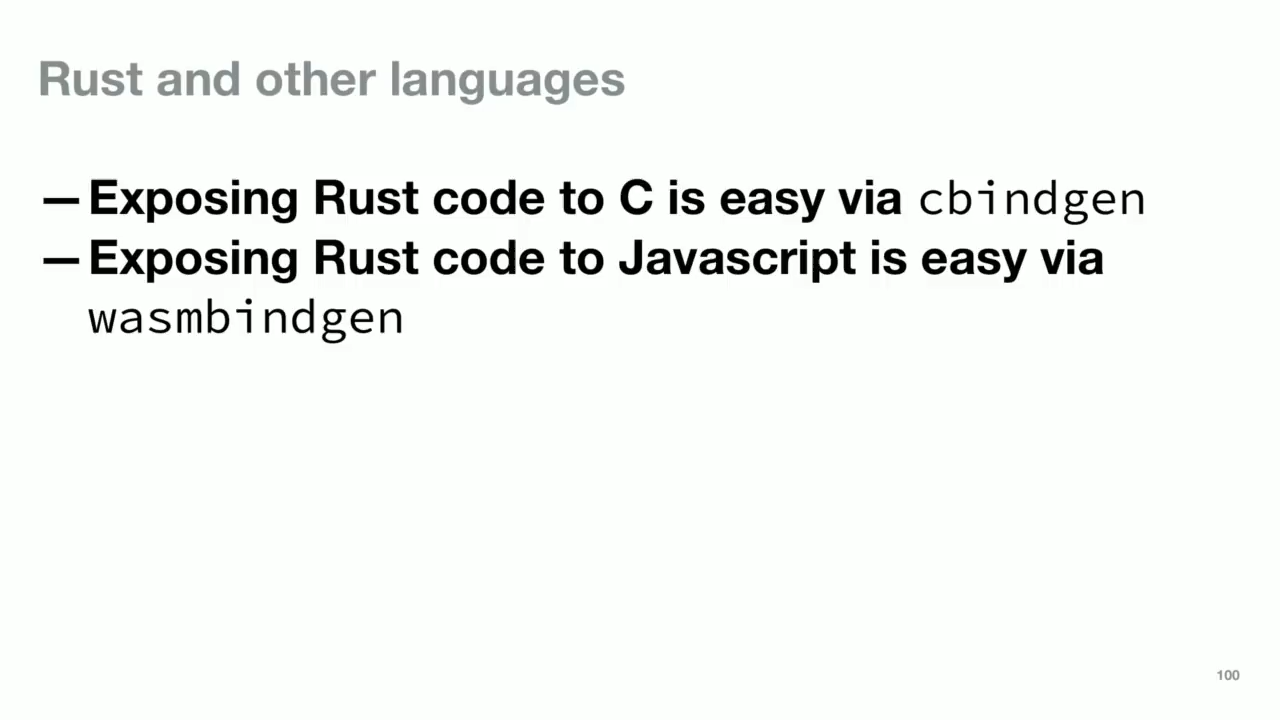 Rust and other languages
— Exposing Rust code to C is easy via cbindgen
— Exposing Rust code to Javascript is easy via
wasmbindgen
100